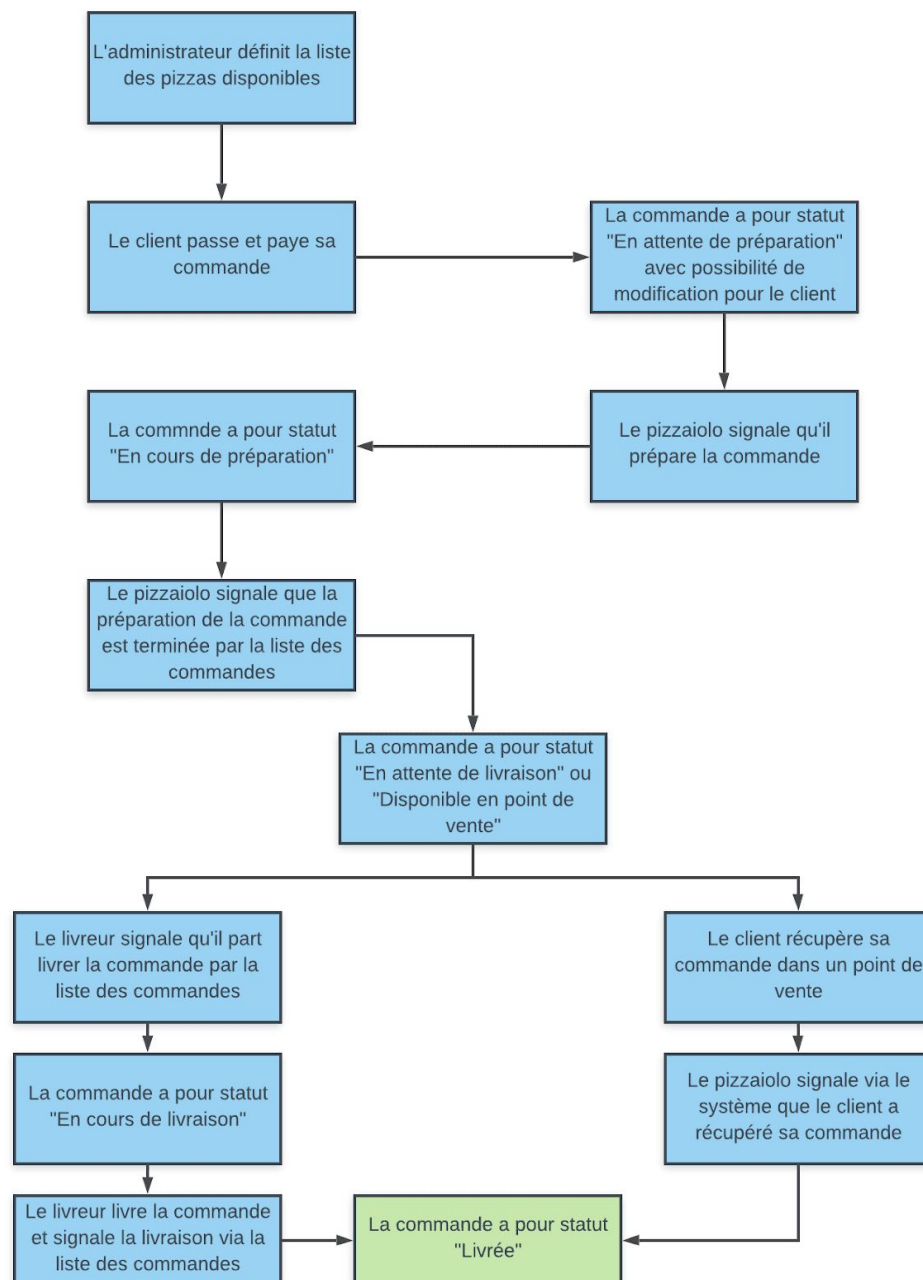 L'administrateur définit la liste
des pizzas disponibles
Le client passe et paye sa
commande
La commande a pour statut
"En attente de préparation"
avec possibilité de
modification pour le client
Le pizzaiolo signale qu'il
prépare la commande
La commnde a pour statut
"En cours de préparation"
Le pizzaiolo signale que la
préparation de la commande
est terminée par la liste des
commandes
La commande a pour statut
"En attente de livraison" ou
"Disponible en point de
vente"
Le livreur signale qu'il part
livrer la commande par la
liste des commandes
La commande a pour statut
"En cours de livraison"
Le livreur livre la commande
et signale la livraison via la
liste des commandes
Le client récupère sa
commande dans un point de
vente
Le pizzaiolo signale via le
système que le client a
récupéré sa commande
La commande a pour statut
"Livrée"